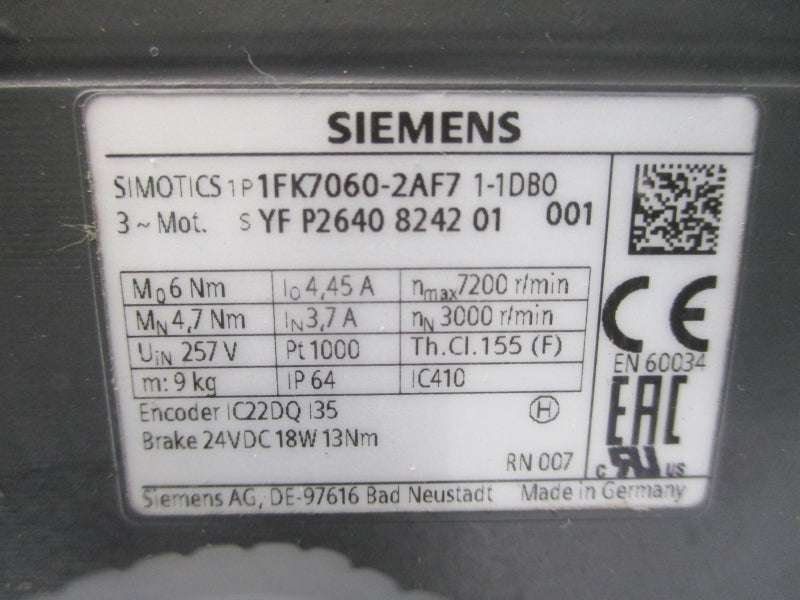 SIEMENS
SIMOTICS 1P 1FK7060-2AF7 1-1DB0
3 ~ Mot. S YF P2640 8242 01 001
M0 6 Nm I0 4,45 A nmax 7200 r/min
MN 4,7 Nm IN 3,7 A nN 3000 r/min
UIN 257 V Pt1000 Th.Cl.155 (F)
m: 9 kg IP 64 IC410
CE
EN 60034
Encoder IC22DQ I35 H
Brake 24VDC 18W 13Nm
EAC
RN 007
c RU US
Siemens AG, DE-97616 Bad Neustadt Made in Germany